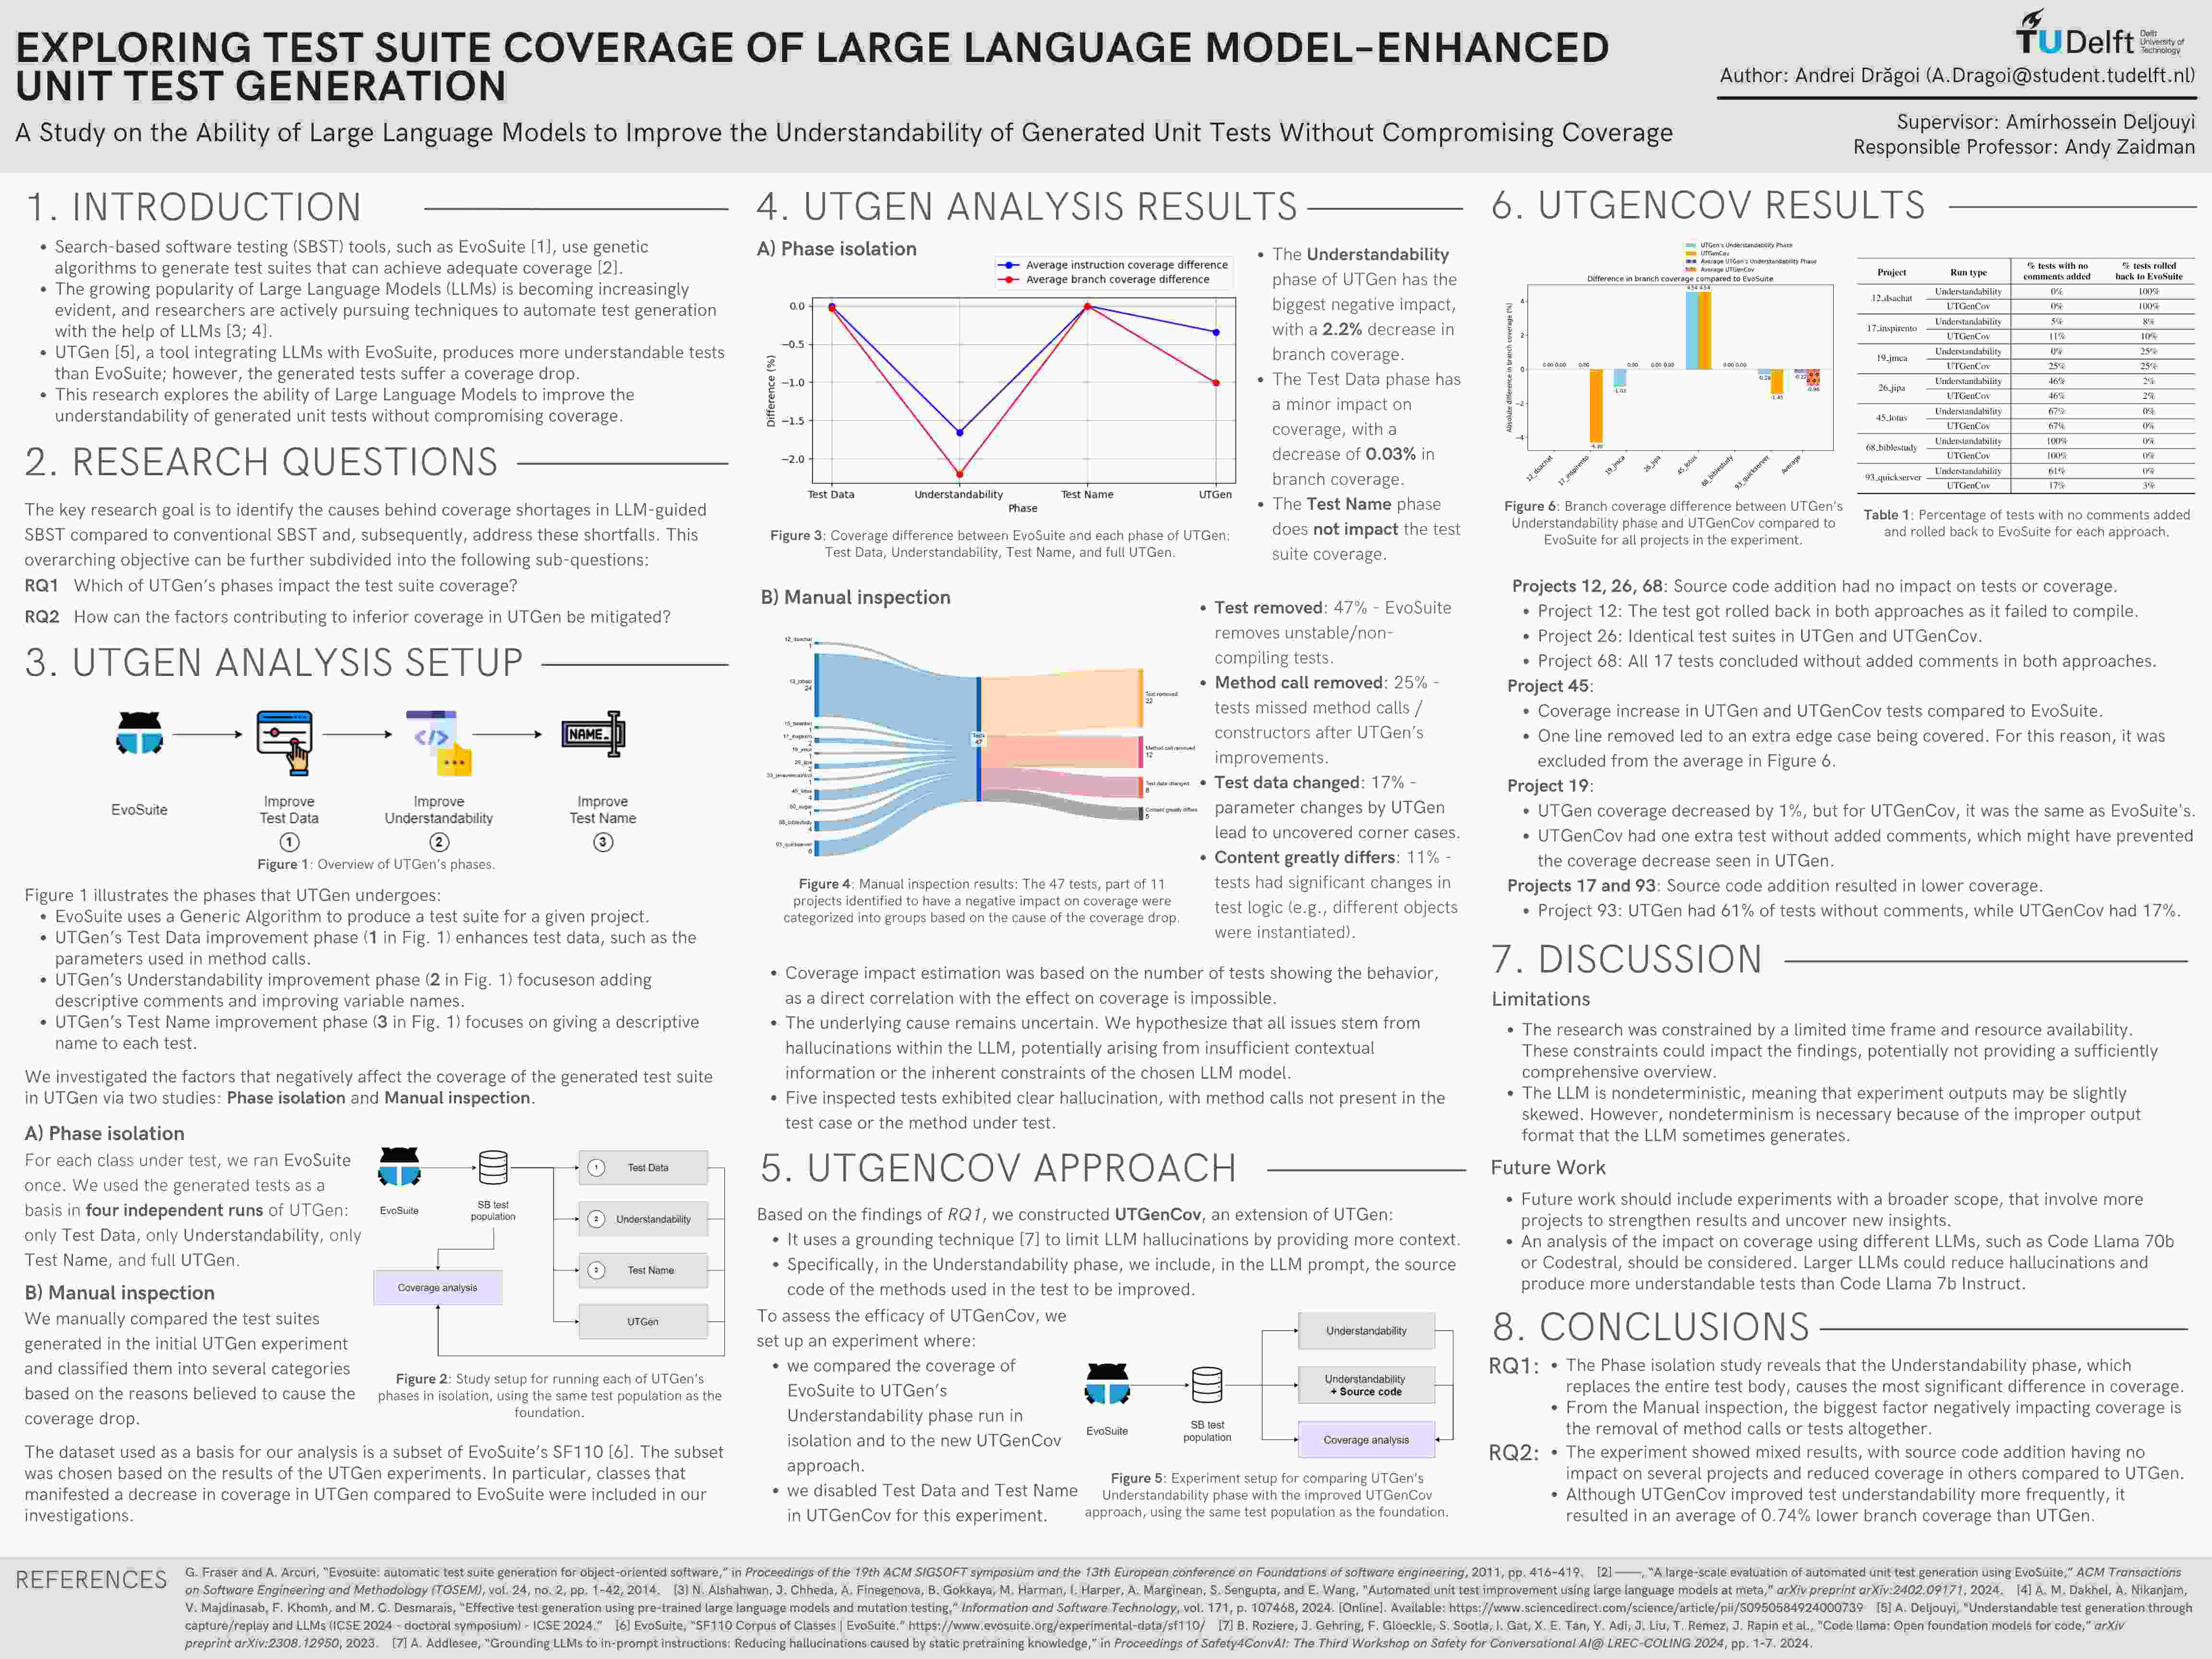 EXPLORING TEST SUITE COVERAGE OF LARGE LANGUAGE MODEL-ENHANCED
UNIT TEST GENERATION
A Study on the Ability of Large Language Models to Improve the Understandability of Generated Unit Tests Without Compromising Coverage
TUDelft
Delft
University of
Technology
Author: Andrei Drăgoi (A.Dragoi@student.tudelft.nl)
Supervisor: Amirhossein Deljouyi
Responsible Professor: Andy Zaidman
1. INTRODUCTION
• Search-based software testing (SBST) tools, such as EvoSuite [1], use genetic
algorithms to generate test suites that can achieve adequate coverage [2].
• The growing popularity of Large Language Models (LLMs) is becoming increasingly
evident, and researchers are actively pursuing techniques to automate test generation
with the help of LLMs [3; 4].
• UTGen [5], a tool integrating LLMs with EvoSuite, produces more understandable tests
than EvoSuite; however, the generated tests suffer a coverage drop.
• This research explores the ability of Large Language Models to improve the
understandability of generated unit tests without compromising coverage.
2. RESEARCH QUESTIONS
The key research goal is to identify the causes behind coverage shortages in LLM-guided
SBST compared to conventional SBST and, subsequently, address these shortfalls. This
overarching objective can be further subdivided into the following sub-questions:
RQ1 Which of UTGen's phases impact the test suite coverage?
RQ2 How can the factors contributing to inferior coverage in UTGen be mitigated?
3. UTGEN ANALYSIS SETUP
NAME.
EvoSuite
Improve
Test Data
1
Improve
Understandability
2
Improve
Test Name
3
Figure 1: Overview of UTGen's phases.
Figure 1 illustrates the phases that UTGen undergoes:
• EvoSuite uses a Generic Algorithm to produce a test suite for a given project.
• UTGen's Test Data improvement phase (1 in Fig. 1) enhances test data, such as the
parameters used in method calls.
• UTGen's Understandability improvement phase (2 in Fig. 1) focuseson adding
descriptive comments and improving variable names.
• UTGen's Test Name improvement phase (3 in Fig. 1) focuses on giving a descriptive
name to each test.
We investigated the factors that negatively affect the coverage of the generated test suite
in UTGen via two studies: Phase isolation and Manual inspection.
A) Phase isolation
For each class under test, we ran EvoSuite
once. We used the generated tests as a
basis in four independent runs of UTGen:
only Test Data, only Understandability, only
Test Name, and full UTGen.
B) Manual inspection
We manually compared the test suites
generated in the initial UTGen experiment
and classified them into several categories
based on the reasons believed to cause the
coverage drop.
EvoSuite
SB test
population
Coverage analysis
1 Test Data
2 Understandability
3 Test Name
UTGen
Figure 2: Study setup for running each of UTGen's
phases in isolation, using the same test population as the
foundation.
The dataset used as a basis for our analysis is a subset of EvoSuite's SF110 [6]. The subset
was chosen based on the results of the UTGen experiments. In particular, classes that
manifested a decrease in coverage in UTGen compared to EvoSuite were included in our
investigations.
4. UTGEN ANALYSIS RESULTS
A) Phase isolation
Average instruction coverage difference
Average branch coverage difference
Difference (%)
0.0
−0.5
−1.0
−1.5
−2.0
Test Data
Understandability
Test Name
UTGen
Phase
Figure 3: Coverage difference between EvoSuite and each phase of UTGen:
Test Data, Understandability, Test Name, and full UTGen.
• The Understandability
phase of UTGen has the
biggest negative impact,
with a 2.2% decrease in
branch coverage.
• The Test Data phase has
a minor impact on
coverage, with a
decrease of 0.03% in
branch coverage.
• The Test Name phase
does not impact the test
suite coverage.
B) Manual inspection
Tests
47
Test removed
22
Method call removed
12
Test data changed
8
Content greatly differs
5
Figure 4: Manual inspection results: The 47 tests, part of 11
projects identified to have a negative impact on coverage were
categorized into groups based on the cause of the coverage drop.
• Test removed: 47% - EvoSuite
removes unstable/non-
compiling tests.
• Method call removed: 25% -
tests missed method calls /
constructors after UTGen's
improvements.
• Test data changed: 17% -
parameter changes by UTGen
lead to uncovered corner cases.
• Content greatly differs: 11% -
tests had significant changes in
test logic (e.g., different objects
were instantiated).
• Coverage impact estimation was based on the number of tests showing the behavior,
as a direct correlation with the effect on coverage is impossible.
• The underlying cause remains uncertain. We hypothesize that all issues stem from
hallucinations within the LLM, potentially arising from insufficient contextual
information or the inherent constraints of the chosen LLM model.
• Five inspected tests exhibited clear hallucination, with method calls not present in the
test case or the method under test.
5. UTGENCOV APPROACH
Based on the findings of RQ1, we constructed UTGenCov, an extension of UTGen:
• It uses a grounding technique [7] to limit LLM hallucinations by providing more context.
• Specifically, in the Understandability phase, we include, in the LLM prompt, the source
code of the methods used in the test to be improved.
To assess the efficacy of UTGenCov, we
set up an experiment where:
• we compared the coverage of
EvoSuite to UTGen's
Understandability phase run in
isolation and to the new UTGenCov
approach.
• we disabled Test Data and Test Name
in UTGenCov for this experiment.
EvoSuite
SB test
population
Understandability
Understandability
+ Source code
Coverage analysis
Figure 5: Experiment setup for comparing UTGen's
Understandability phase with the improved UTGenCov
approach, using the same test population as the foundation.
6. UTGENCOV RESULTS
UTGen's Understandability Phase
UTGenCov
Average UTGen's Understandability Phase
Average UTGenCov
Difference in branch coverage compared to EvoSuite
Absolute difference in branch coverage (%)
4
2
0
−2
−4
0.00 0.00
0.00
0.00
0.00 0.00
4.54 4.54
0.00 0.00
-1.03
-1.45
12_dsachat
17_inspirento
19_jmca
26_jipa
45_lotus
68_biblestudy
93_quickserver
Average
Figure 6: Branch coverage difference between UTGen's
Understandability phase and UTGenCov compared to
EvoSuite for all projects in the experiment.
Project Run type % tests with no comments added % tests rolled back to EvoSuite
12_dsachat Understandability 0% 100%
UTGenCov 0% 100%
17_inspirento Understandability 5% 8%
UTGenCov 11% 10%
19_jmca Understandability 0% 25%
UTGenCov 25% 25%
26_jipa Understandability 46% 2%
UTGenCov 46% 2%
45_lotus Understandability 67% 0%
UTGenCov 67% 0%
68_biblestudy Understandability 100% 0%
UTGenCov 100% 0%
93_quickserver Understandability 61% 0%
UTGenCov 17% 3%
Table 1: Percentage of tests with no comments added
and rolled back to EvoSuite for each approach.
Projects 12, 26, 68: Source code addition had no impact on tests or coverage.
• Project 12: The test got rolled back in both approaches as it failed to compile.
• Project 26: Identical test suites in UTGen and UTGenCov.
• Project 68: All 17 tests concluded without added comments in both approaches.
Project 45:
• Coverage increase in UTGen and UTGenCov tests compared to EvoSuite.
• One line removed led to an extra edge case being covered. For this reason, it was
excluded from the average in Figure 6.
Project 19:
• UTGen coverage decreased by 1%, but for UTGenCov, it was the same as EvoSuite's.
• UTGenCov had one extra test without added comments, which might have prevented
the coverage decrease seen in UTGen.
Projects 17 and 93: Source code addition resulted in lower coverage.
• Project 93: UTGen had 61% of tests without comments, while UTGenCov had 17%.
7. DISCUSSION
Limitations
• The research was constrained by a limited time frame and resource availability.
These constraints could impact the findings, potentially not providing a sufficiently
comprehensive overview.
• The LLM is nondeterministic, meaning that experiment outputs may be slightly
skewed. However, nondeterminism is necessary because of the improper output
format that the LLM sometimes generates.
Future Work
• Future work should include experiments with a broader scope, that involve more
projects to strengthen results and uncover new insights.
• An analysis of the impact on coverage using different LLMs, such as Code Llama 70b
or Codestral, should be considered. Larger LLMs could reduce hallucinations and
produce more understandable tests than Code Llama 7b Instruct.
8. CONCLUSIONS
RQ1: • The Phase isolation study reveals that the Understandability phase, which
replaces the entire test body, causes the most significant difference in coverage.
• From the Manual inspection, the biggest factor negatively impacting coverage is
the removal of method calls or tests altogether.
RQ2: • The experiment showed mixed results, with source code addition having no
impact on several projects and reduced coverage in others compared to UTGen.
• Although UTGenCov improved test understandability more frequently, it
resulted in an average of 0.74% lower branch coverage than UTGen.
REFERENCES
G. Fraser and A. Arcuri, "Evosuite: automatic test suite generation for object-oriented software," in Proceedings of the 19th ACM SIGSOFT symposium and the 13th European conference on Foundations of software engineering, 2011, pp. 416–419. [2] ——, "A large-scale evaluation of automated unit test generation using EvoSuite," ACM Transactions
on Software Engineering and Methodology (TOSEM), vol. 24, no. 2, pp. 1–42, 2014. (3) N. Alshahwan, J. Chheda, A. Finegenova, B. Gokkaya, M. Harman, I. Harper, A. Marginean, S. Sengupta, and E. Wang, "Automated unit test improvement using large language models at meta," arXiv preprint arXiv:2402.09171, 2024. [4] A. M. Dakhel, A. Nikanjam,
V. Majdinasab, F. Khomh, and M. C. Desmarais, "Effective test generation using pre-trained large language models and mutation testing," Information and Software Technology, vol. 171, p. 107468, 2024. [Online]. Available: https://www.sciencedirect.com/science/article/pii/S0950584924000739 [5] A. Deljouyi, "Understandable test generation through
capture/replay and LLMs (ICSE 2024 - doctoral symposium) - ICSE 2024." [6] EvoSuite, "SF110 Corpus of Classes | EvoSuite." https://www.evosuite.org/experimental-data/sf110/ [7] B. Roziere, J. Gehring, F. Gloeckle, S. Sootla, I. Gat, X. E. Tan, Y. Adi, J. Liu, T. Remez, J. Rapin et al., "Code llama: Open foundation models for code," arXiv
preprint arXiv:2308.12950, 2023. [7] A. Addlesee, "Grounding LLMs to in-prompt instructions: Reducing hallucinations caused by static pretraining knowledge," in Proceedings of Safety4ConvAI: The Third Workshop on Safety for Conversational AI@ LREC-COLING 2024, pp. 1-7. 2024.